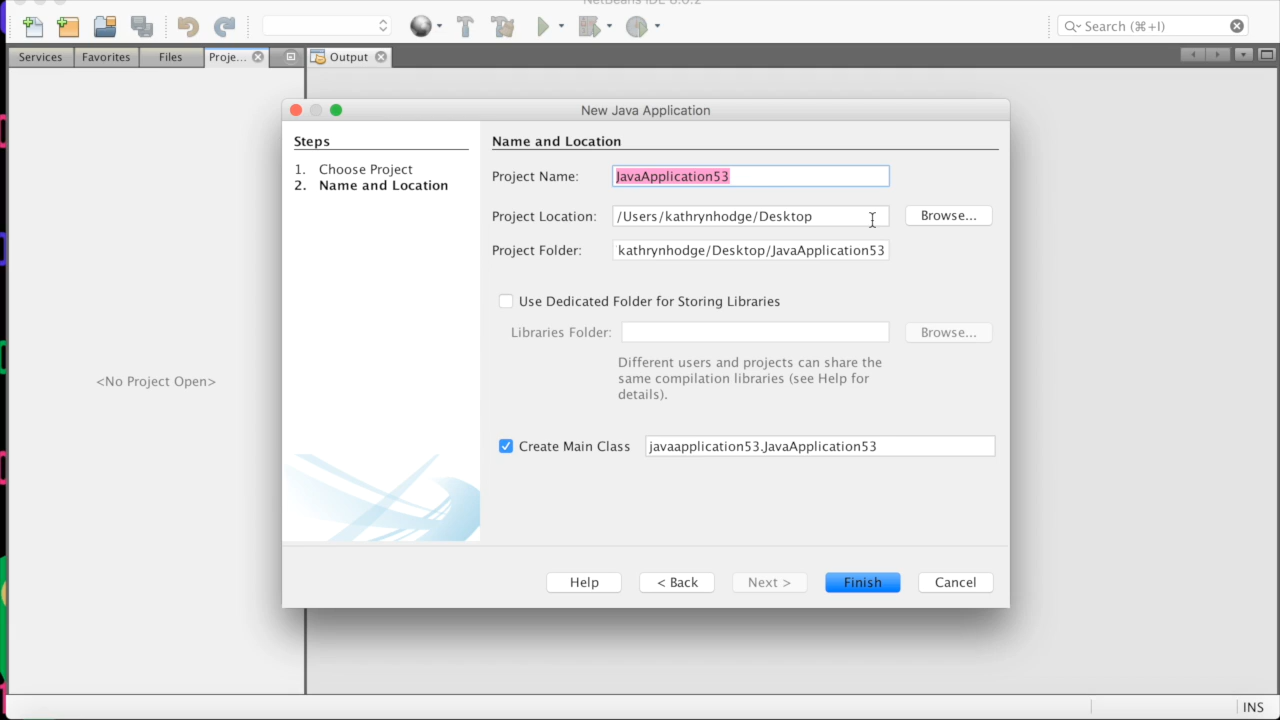 NetBeans IDE 8.0.2
Search (⌘+I)
Services Favorites Files Proje... Output
New Java Application
Steps
1. Choose Project
2. Name and Location
Name and Location
Project Name: JavaApplication53
Project Location: /Users/kathrynhodge/Desktop Browse...
Project Folder: kathrynhodge/Desktop/JavaApplication53
Use Dedicated Folder for Storing Libraries
Libraries Folder: Browse...
Different users and projects can share the
same compilation libraries (see Help for
details).
<No Project Open>
Create Main Class javaapplication53.JavaApplication53
Help < Back Next > Finish Cancel
INS